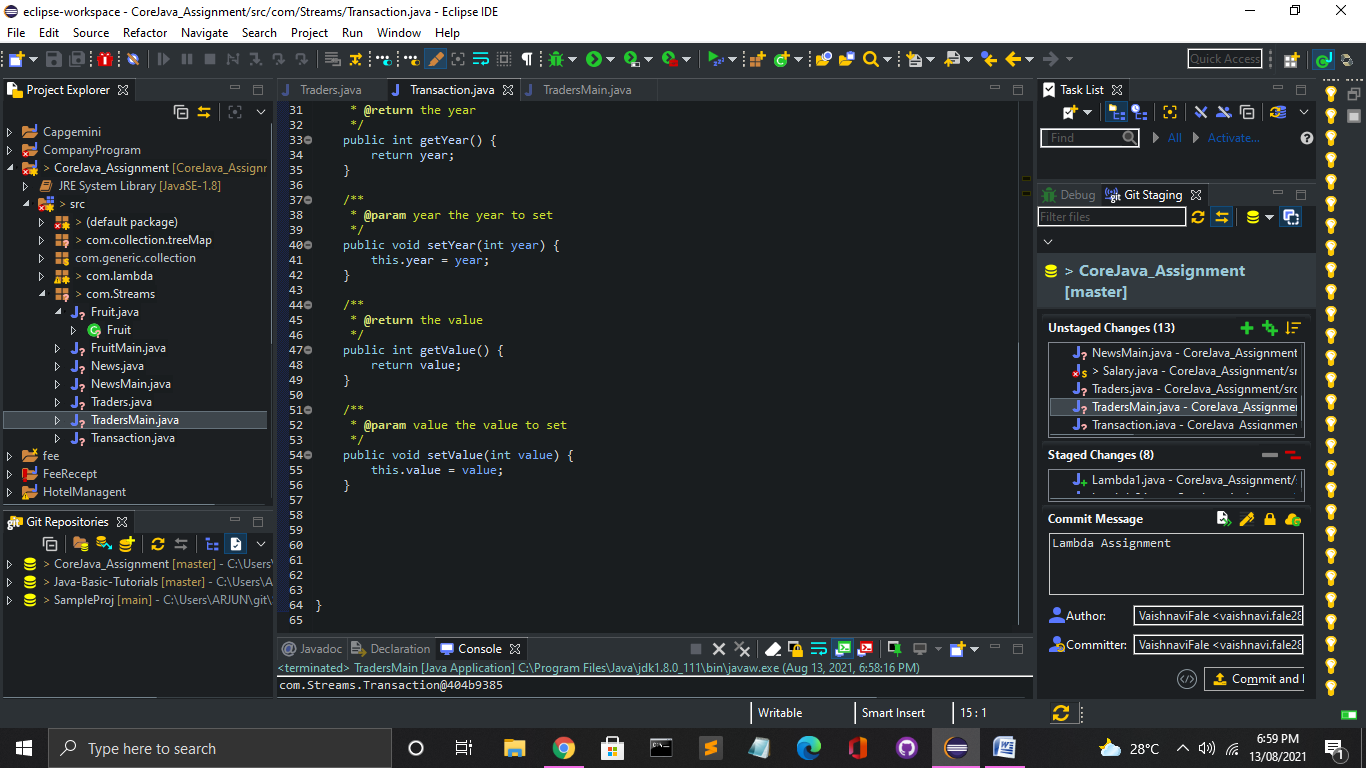 eclipse-workspace - CoreJava_Assignment/src/com/Streams/Transaction.java - Eclipse IDE
File Edit Source Refactor Navigate Search Project Run Window Help
Quick Access
Project Explorer
Capgemini
CompanyProgram
> CoreJava_Assignment [CoreJava_Assignr
JRE System Library [JavaSE-1.8]
> src
> (default package)
> com.collection.treeMap
com.generic.collection
> com.lambda
> com.Streams
Fruit.java
Fruit
FruitMain.java
News.java
NewsMain.java
Traders.java
TradersMain.java
Transaction.java
fee
FeeRecept
HotelManagent
Git Repositories
> CoreJava_Assignment [master] - C:\Users\
> Java-Basic-Tutorials [master] - C:\Users\A
> SampleProj [main] - C:\Users\ARJUN\git\
Traders.java Transaction.java TradersMain.java
31 * @return the year
32 */
33 public int getYear() {
34 return year;
35 }
36
37 /**
38 * @param year the year to set
39 */
40 public void setYear(int year) {
41 this.year = year;
42 }
43
44 /**
45 * @return the value
46 */
47 public int getValue() {
48 return value;
49 }
50
51 /**
52 * @param value the value to set
53 */
54 public void setValue(int value) {
55 this.value = value;
56 }
57
58
59
60
61
62
63
64 }
65
@ Javadoc Declaration Console
<terminated> TradersMain [Java Application] C:\Program Files\Java\jdk1.8.0_111\bin\javaw.exe (Aug 13, 2021, 6:58:16 PM)
com.Streams.Transaction@404b9385
Task List
Find All Activate...
Debug Git Staging
Filter files
> CoreJava_Assignment
[master]
Unstaged Changes (13)
NewsMain.java - CoreJava_Assignment
> Salary.java - CoreJava_Assignment/sr
Traders.java - CoreJava_Assignment/src
TradersMain.java - CoreJava_Assignmer
Transaction.java - CoreJava_Assignmen
Staged Changes (8)
Lambda1.java - CoreJava_Assignment/
Commit Message
Lambda Assignment
Author: VaishnaviFale <vaishnavi.fale28
Committer: VaishnaviFale <vaishnavi.fale28
Commit and
Writable Smart Insert 15 : 1
Type here to search
28°C
6:59 PM
13/08/2021
1